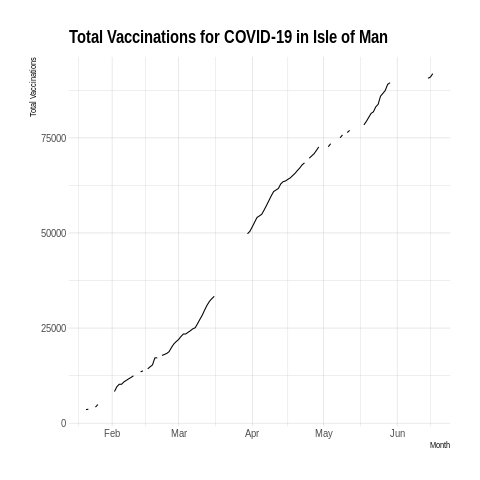 Total Vaccinations for COVID-19 in Isle of Man
Total Vaccinations
75000
50000
25000
0
Feb Mar Apr May Jun
Month